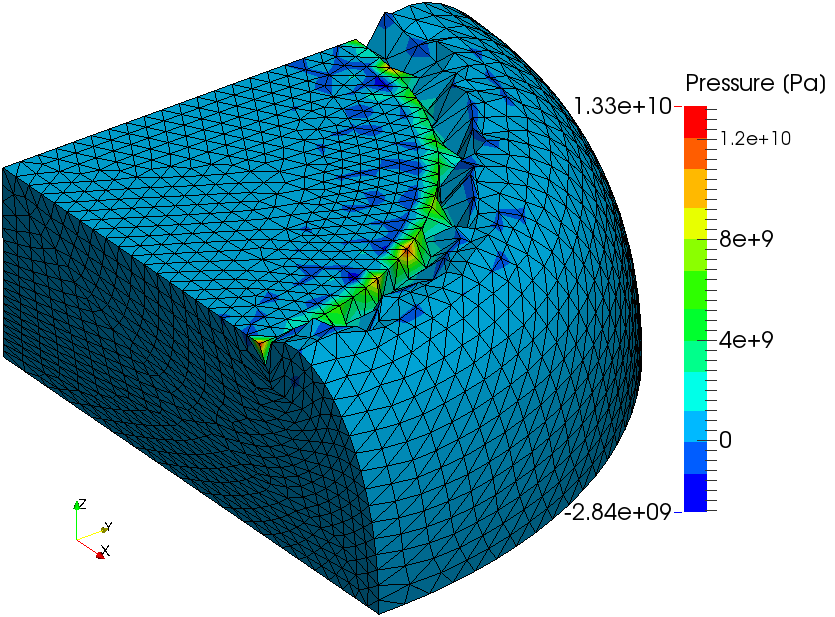 Pressure (Pa)
1.33e+10
1.2e+10
8e+9
4e+9
0
-2.84e+09
Z
Y
X